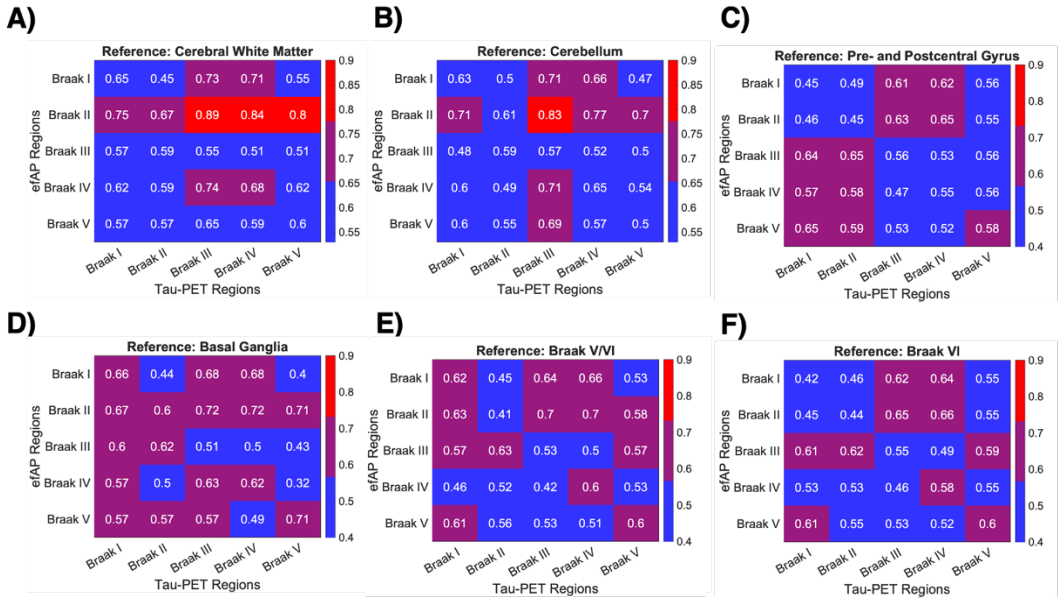 A)
Reference: Cerebral White Matter
efAP Regions
Braak I 0.65 0.45 0.73 0.71 0.55
Braak II 0.75 0.67 0.89 0.84 0.8
Braak III 0.57 0.59 0.55 0.51 0.51
Braak IV 0.62 0.59 0.74 0.68 0.62
Braak V 0.57 0.57 0.65 0.59 0.6
Braak I Braak II Braak III Braak IV Braak V
Tau-PET Regions
0.9
0.85
0.8
0.75
0.7
0.65
0.6
0.55
B)
Reference: Cerebellum
efAP Regions
Braak I 0.63 0.5 0.71 0.66 0.47
Braak II 0.71 0.61 0.83 0.77 0.7
Braak III 0.48 0.59 0.57 0.52 0.5
Braak IV 0.6 0.49 0.71 0.65 0.54
Braak V 0.6 0.55 0.69 0.57 0.5
Braak I Braak II Braak III Braak IV Braak V
Tau-PET Regions
0.9
0.85
0.8
0.75
0.7
0.65
0.6
0.55
C)
Reference: Pre- and Postcentral Gyrus
efAP Regions
Braak I 0.45 0.49 0.61 0.62 0.56
Braak II 0.46 0.45 0.63 0.65 0.55
Braak III 0.64 0.65 0.56 0.53 0.56
Braak IV 0.57 0.58 0.47 0.55 0.56
Braak V 0.65 0.59 0.53 0.52 0.58
Braak I Braak II Braak III Braak IV Braak V
Tau-PET Regions
0.9
0.8
0.7
0.6
0.5
0.4
D)
Reference: Basal Ganglia
efAP Regions
Braak I 0.66 0.44 0.68 0.68 0.4
Braak II 0.67 0.6 0.72 0.72 0.71
Braak III 0.6 0.62 0.51 0.5 0.43
Braak IV 0.57 0.5 0.63 0.62 0.32
Braak V 0.57 0.57 0.57 0.49 0.71
Braak I Braak II Braak III Braak IV Braak V
Tau-PET Regions
0.9
0.8
0.7
0.6
0.5
0.4
E)
Reference: Braak V/VI
efAP Regions
Braak I 0.62 0.45 0.64 0.66 0.53
Braak II 0.63 0.41 0.7 0.7 0.58
Braak III 0.57 0.63 0.53 0.5 0.57
Braak IV 0.46 0.52 0.42 0.6 0.53
Braak V 0.61 0.56 0.53 0.51 0.6
Braak I Braak II Braak III Braak IV Braak V
Tau-PET Regions
0.9
0.8
0.7
0.6
0.5
0.4
F)
Reference: Braak VI
efAP Regions
Braak I 0.42 0.46 0.62 0.64 0.55
Braak II 0.45 0.44 0.65 0.66 0.55
Braak III 0.61 0.62 0.55 0.49 0.59
Braak IV 0.53 0.53 0.46 0.58 0.55
Braak V 0.61 0.55 0.53 0.52 0.6
Braak I Braak II Braak III Braak IV Braak V
Tau-PET Regions
0.9
0.8
0.7
0.6
0.5
0.4